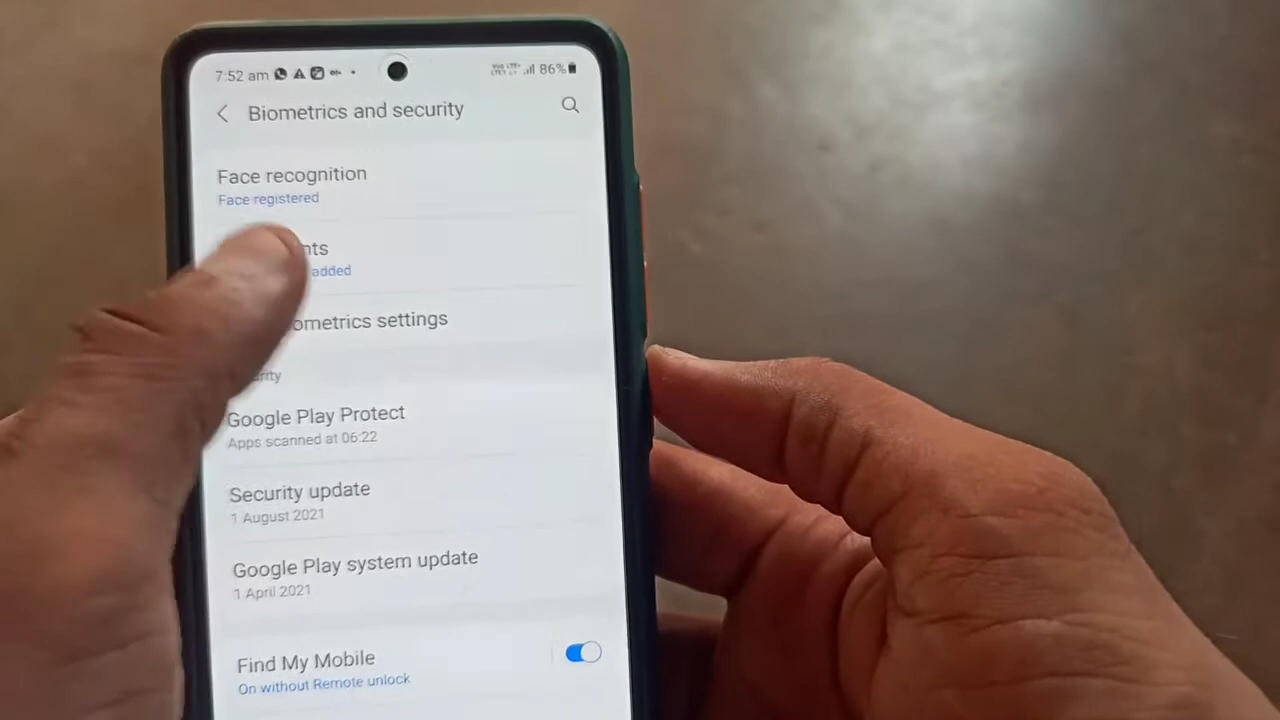 7:52 am 86%
Biometrics and security
Face recognition
Face registered
nts
added
ometrics settings
rity
Google Play Protect
Apps scanned at 06:22
Security update
1 August 2021
Google Play system update
1 April 2021
Find My Mobile
On without Remote unlock